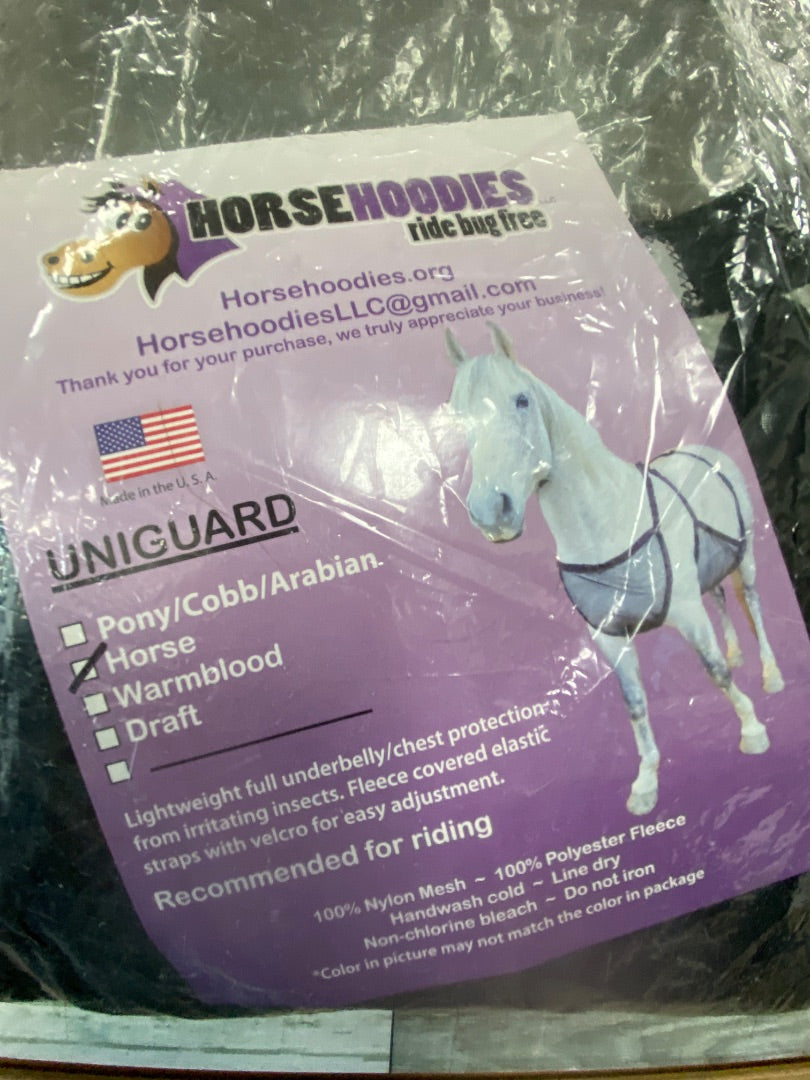 HORSEHOODIES LLC
ride bug free
Horsehoodies.org
HorsehoodiesLLC@gmail.com
Thank you for your purchase, we truly appreciate your business!
Made in the U. S. A.
UNIGUARD
Pony/Cobb/Arabian
Horse
Warmblood
Draft
Lightweight full underbelly/chest protection
from irritating insects. Fleece covered elastic
straps with velcro for easy adjustment.
Recommended for riding
100% Nylon Mesh ~ 100% Polyester Fleece
Handwash cold ~ Line dry
Non-chlorine bleach ~ Do not iron
*Color in picture may not match the color in package